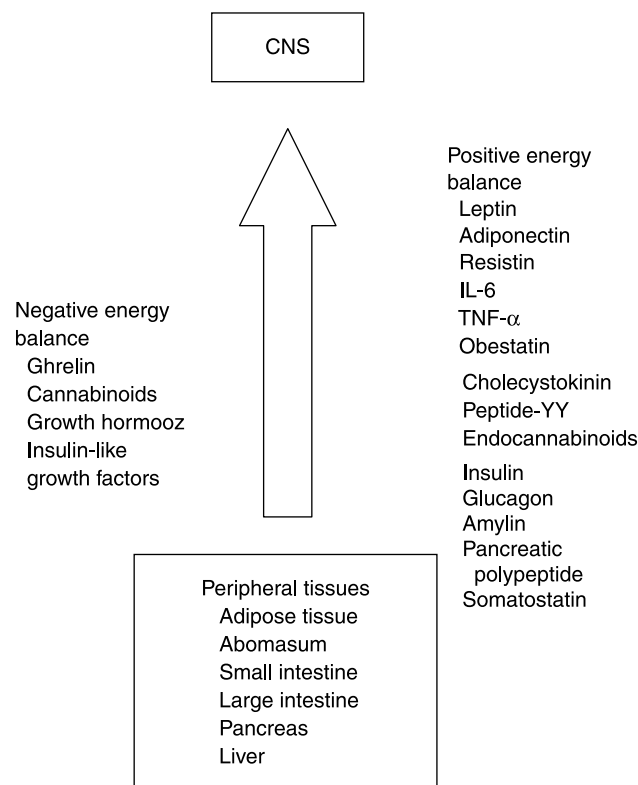 CNS
Negative energy
balance
Ghrelin
Cannabinoids
Growth hormooz
Insulin-like
growth factors
Positive energy
balance
Leptin
Adiponectin
Resistin
IL-6
TNF-α
Obestatin
Cholecystokinin
Peptide-YY
Endocannabinoids
Insulin
Glucagon
Amylin
Pancreatic
polypeptide
Somatostatin
Peripheral tissues
Adipose tissue
Abomasum
Small intestine
Large intestine
Pancreas
Liver